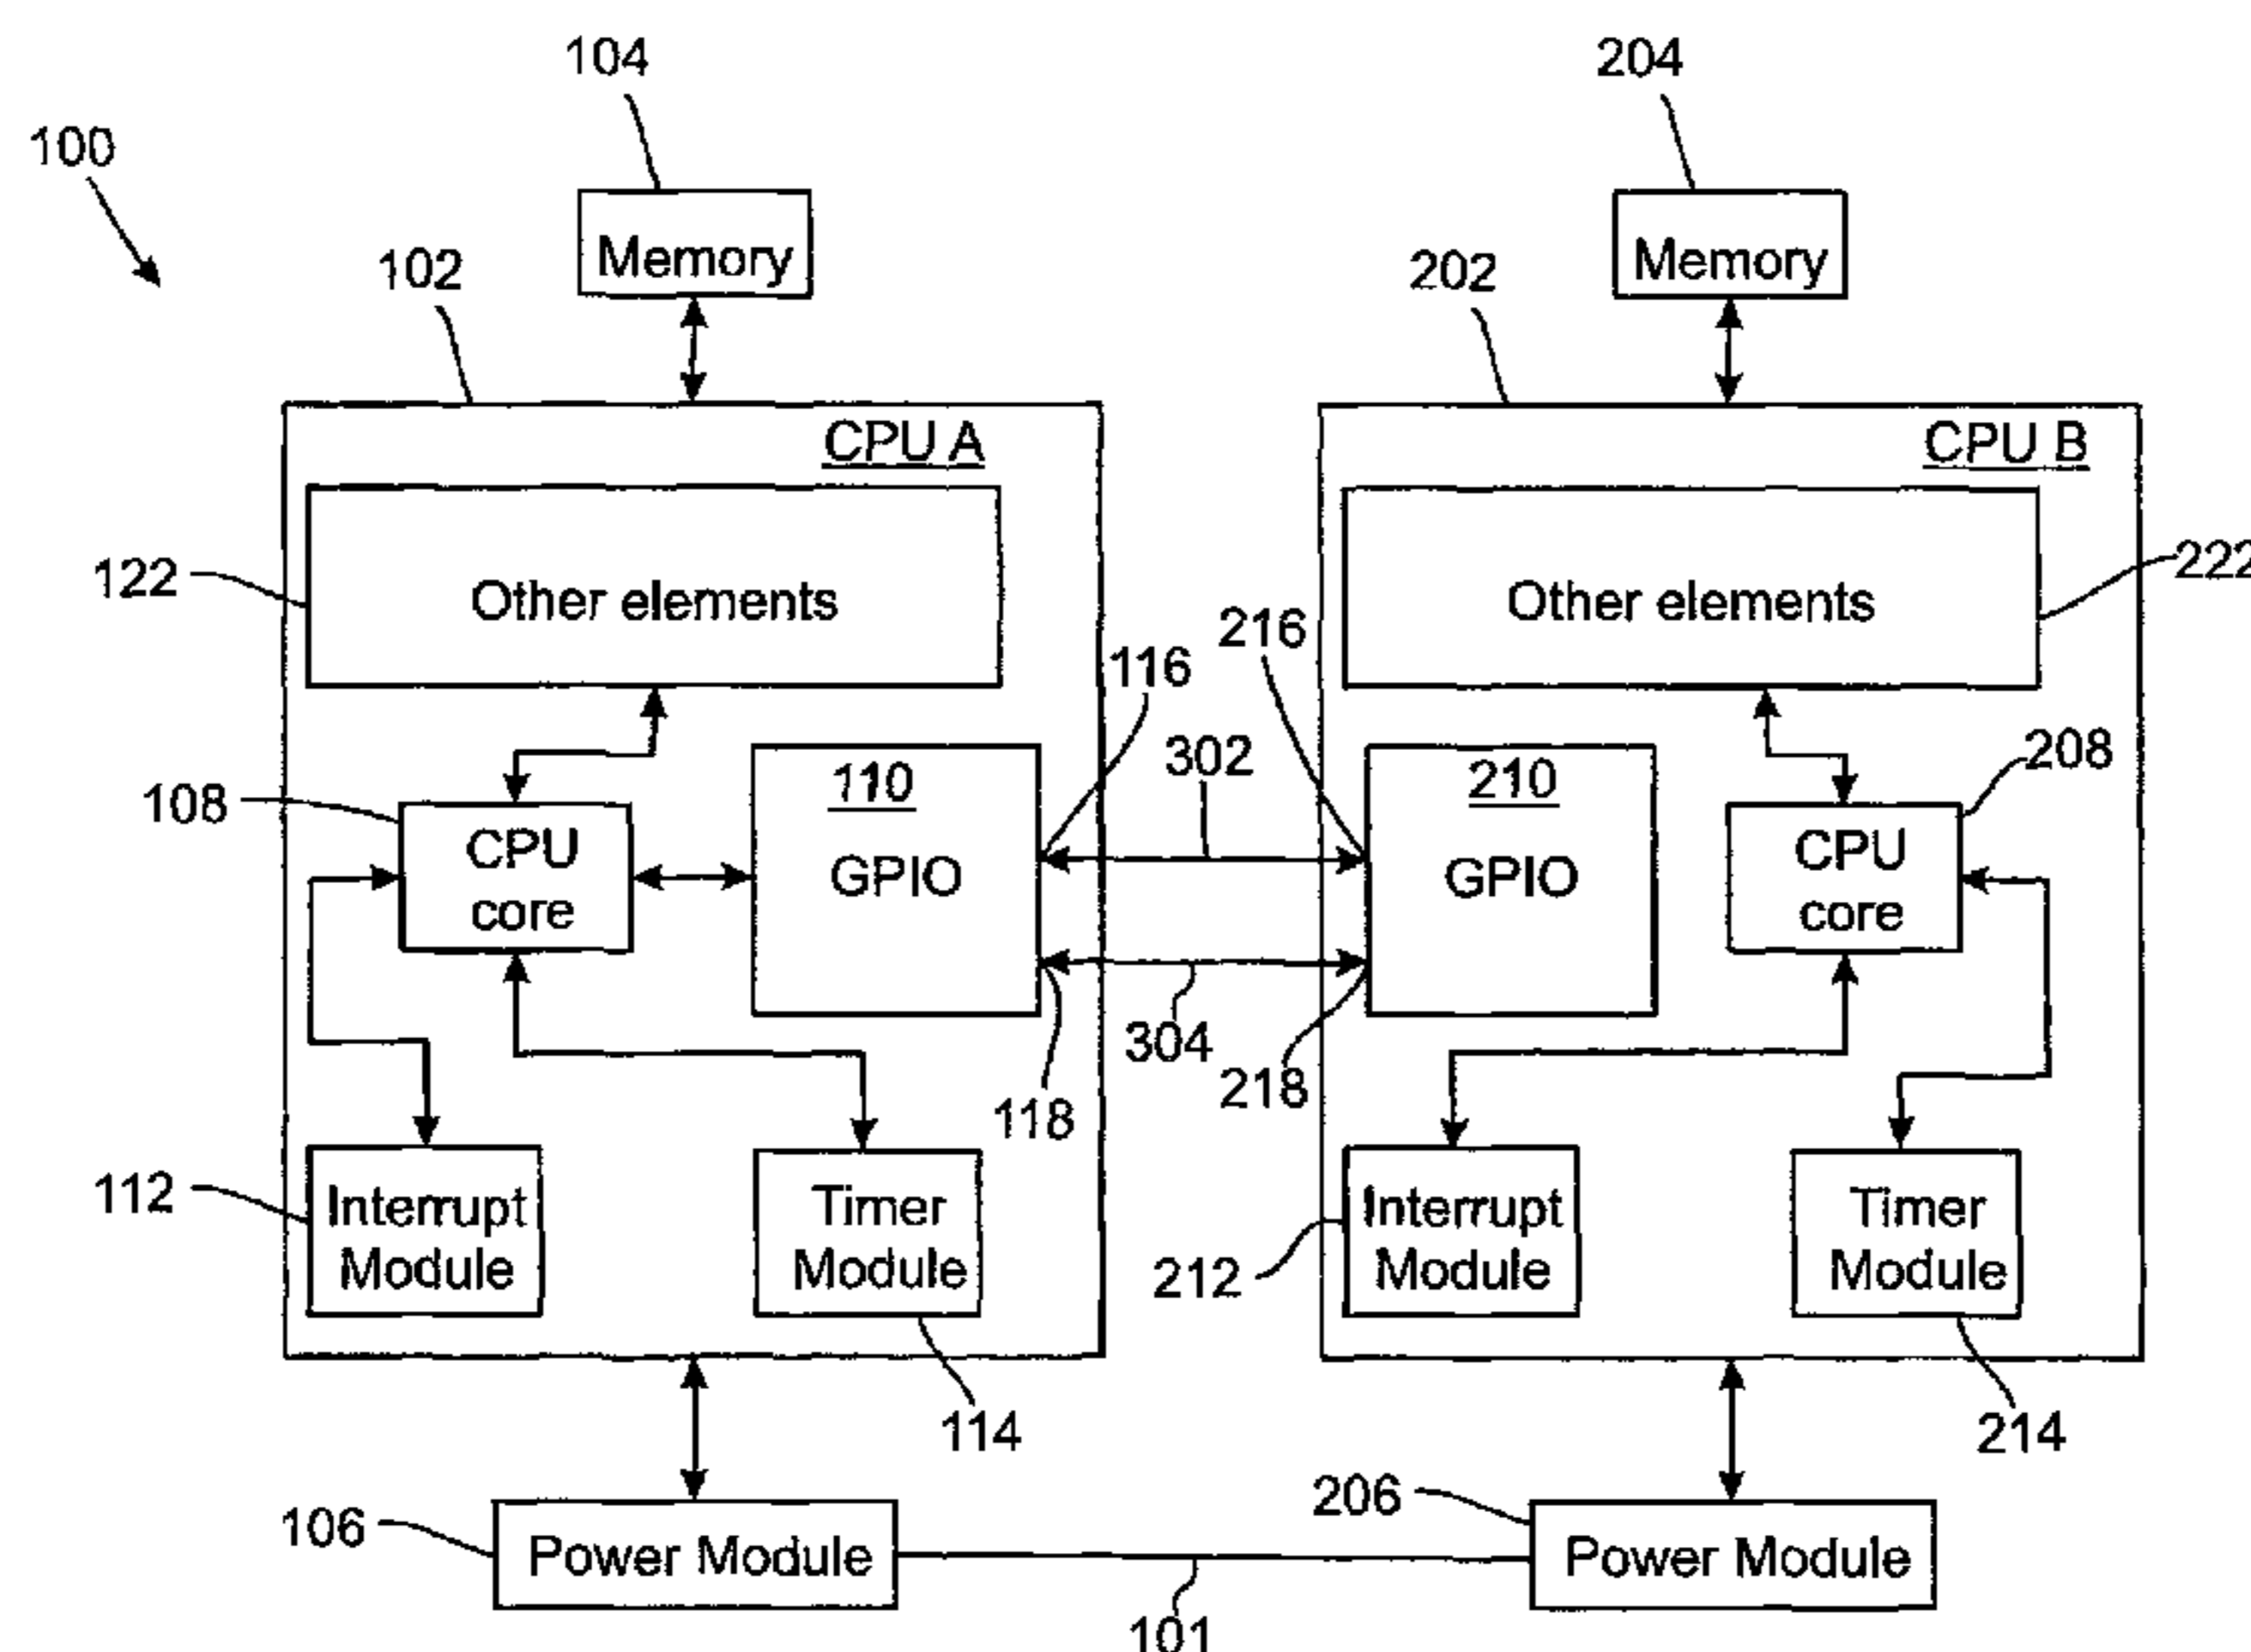 104
204
100
Memory
Memory
102
202
CPU A
CPU B
122
Other elements
Other elements
222
116
216
302
108
CPU
core
110
GPIO
210
GPIO
CPU
core
208
304
118
218
112
Interrupt
Module
Timer
Module
212
Interrupt
Module
Timer
Module
114
214
106
Power Module
206
Power Module
101